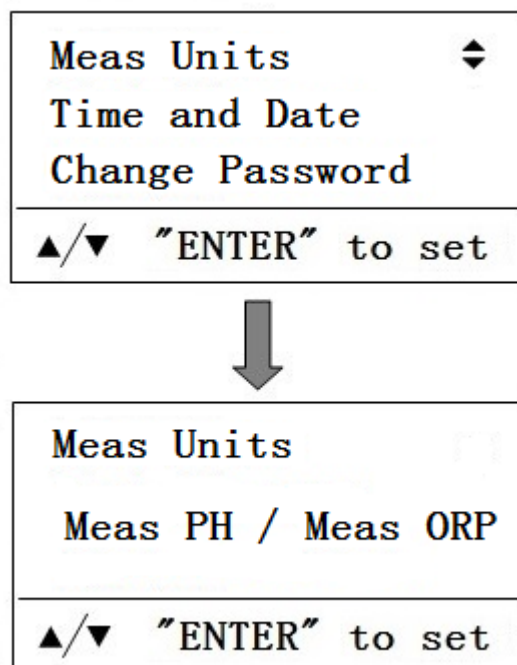 Meas Units
Time and Date
Change Password
▲/▼ "ENTER" to set
Meas Units
Meas PH / Meas ORP
▲/▼ "ENTER" to set